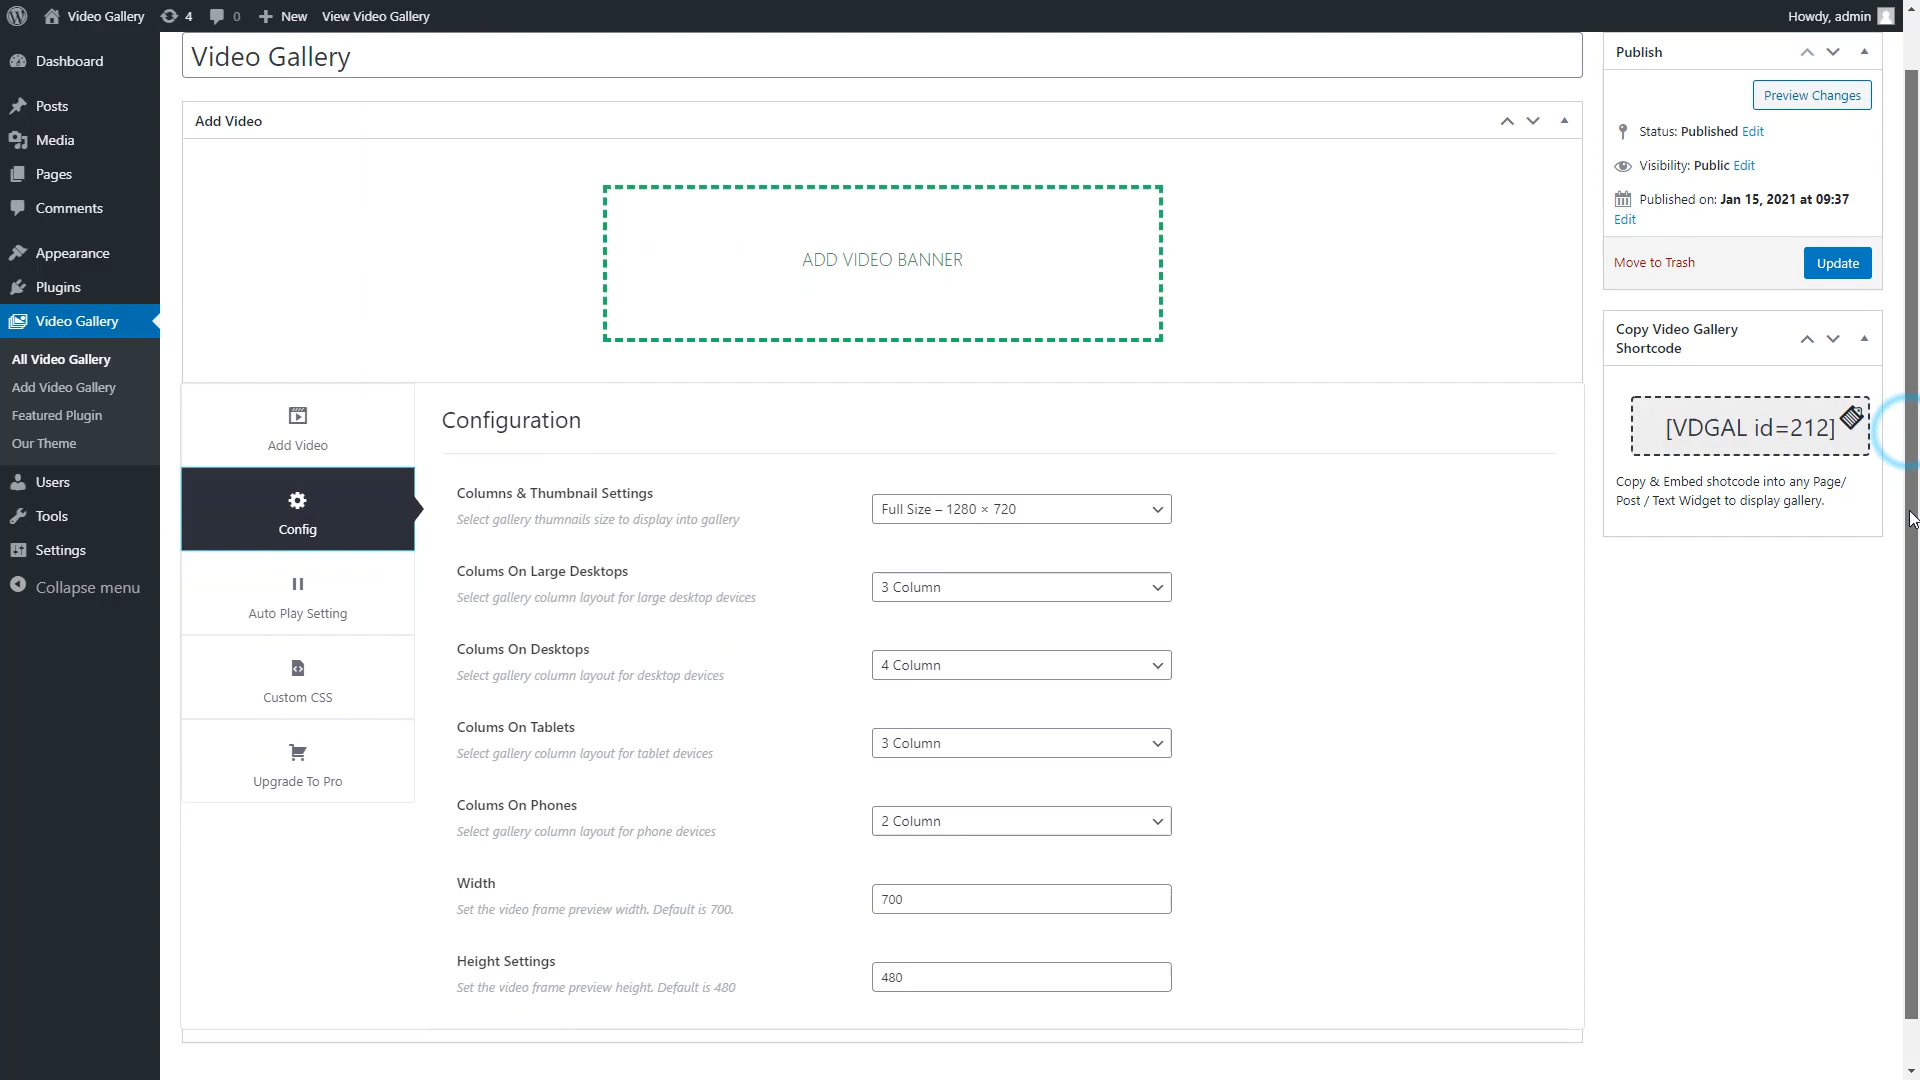 Video Gallery
4
0
New
View Video Gallery
Howdy, admin
Dashboard
Posts
Media
Pages
Comments
Appearance
Plugins
Video Gallery
All Video Gallery
Add Video Gallery
Featured Plugin
Our Theme
Users
Tools
Settings
Collapse menu
Video Gallery
Add Video
ADD VIDEO BANNER
Add Video
Config
Auto Play Setting
Custom CSS
Upgrade To Pro
Configuration
Columns & Thumbnail Settings
Select gallery thumnails size to display into gallery
Full Size – 1280 × 720
Colums On Large Desktops
Select gallery column layout for large desktop devices
3 Column
Colums On Desktops
Select gallery column layout for desktop devices
4 Column
Colums On Tablets
Select gallery column layout for tablet devices
3 Column
Colums On Phones
Select gallery column layout for phone devices
2 Column
Width
Set the video frame preview width. Default is 700.
700
Height Settings
Set the video frame preview height. Default is 480
480
Publish
Preview Changes
Status: Published Edit
Visibility: Public Edit
Published on: Jan 15, 2021 at 09:37
Edit
Move to Trash
Update
Copy Video Gallery
Shortcode
[VDGAL id=212]
Copy & Embed shotcode into any Page/
Post / Text Widget to display gallery.